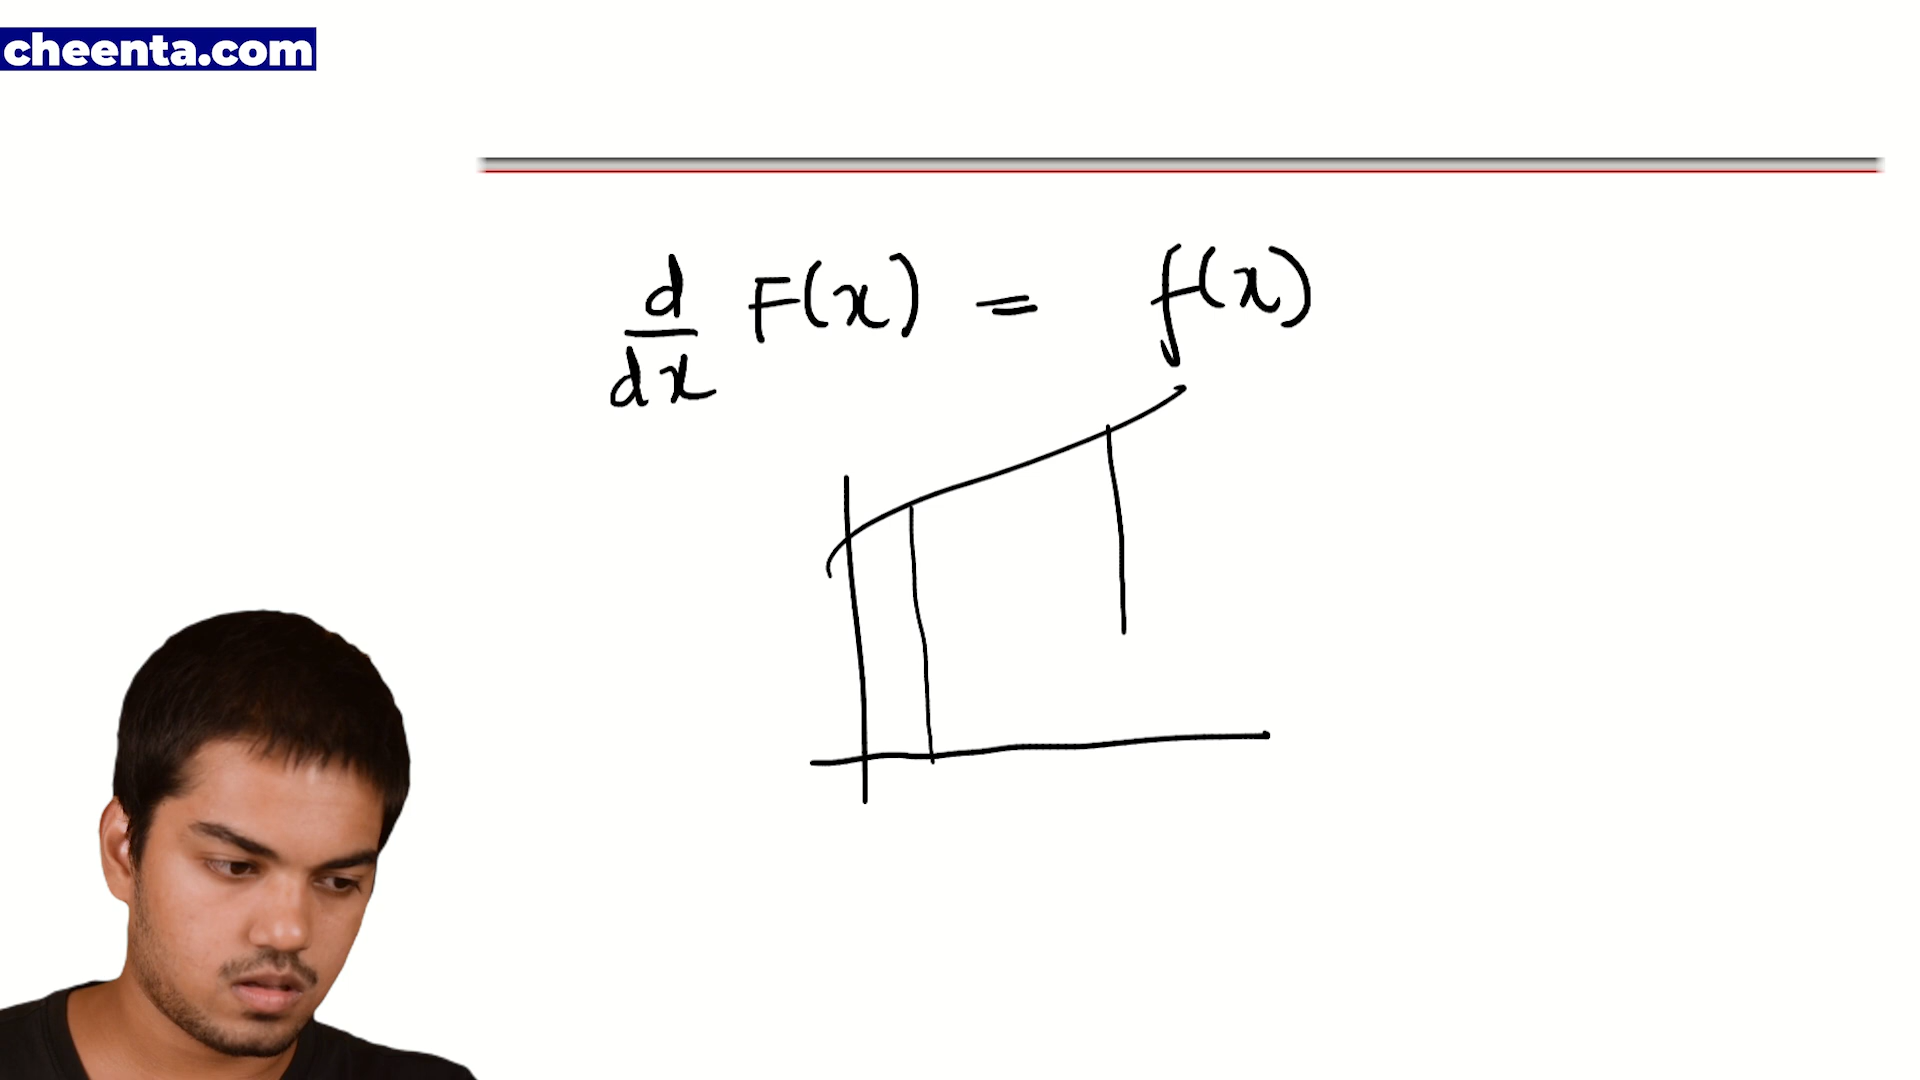 cheenta.com
d/dx F(x) = f(x)